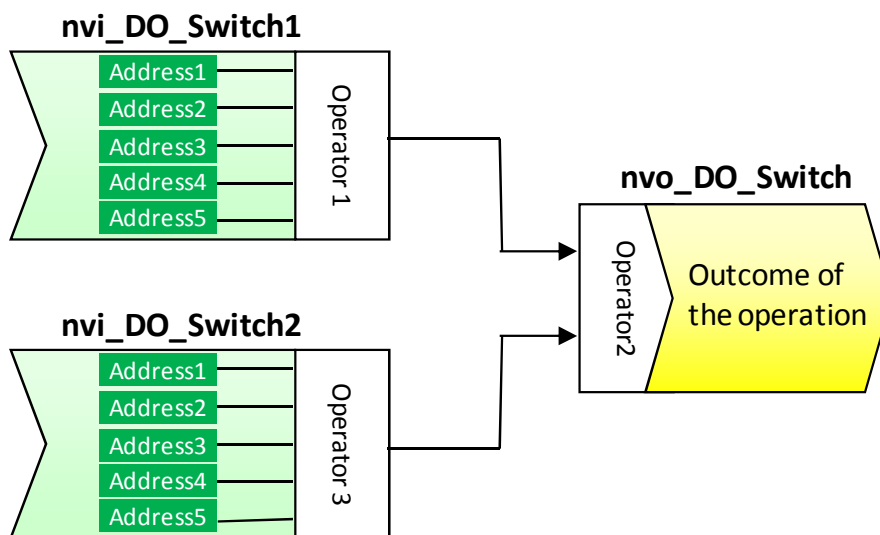 nvi_DO_Switch1
Address1
Address2
Address3
Address4
Address5
Operator 1
nvi_DO_Switch2
Address1
Address2
Address3
Address4
Address5
Operator 3
nvo_DO_Switch
Operator2
Outcome of
the operation